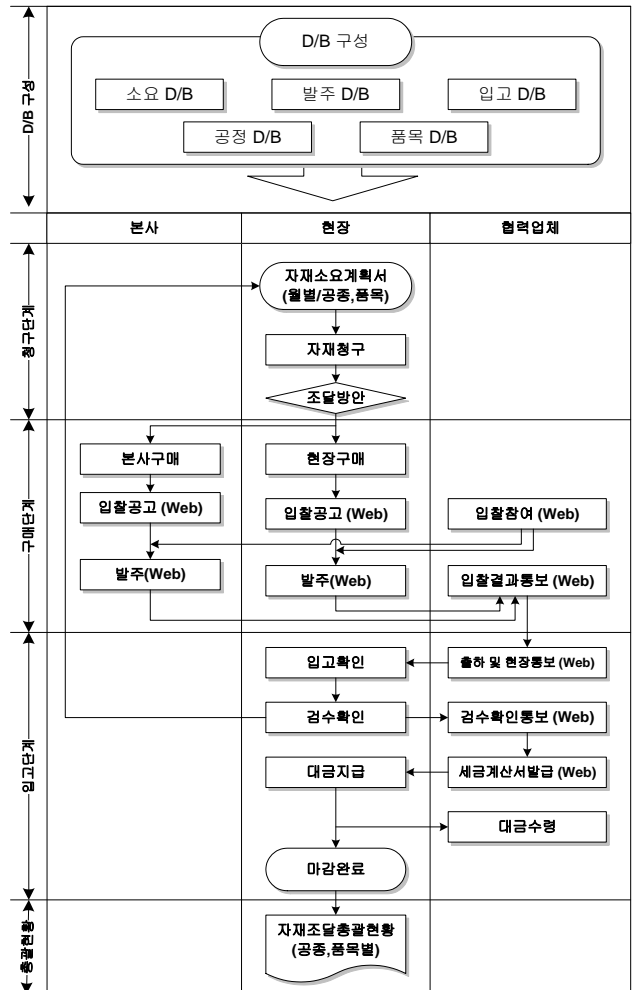 D/B 구성
D/B 구성
소요 D/B
발주 D/B
입고 D/B
공정 D/B
품목 D/B
본사
현장
협력업체
청구단계
자재소요계획서
(월별/공종,품목)
자재청구
조달방안
구매단계
본사구매
현장구매
입찰공고 (Web)
입찰공고 (Web)
입찰참여 (Web)
발주(Web)
발주(Web)
입찰결과통보 (Web)
입고단계
입고확인
출하 및 현장통보 (Web)
검수확인
검수확인통보 (Web)
대금지급
세금계산서발급 (Web)
대금수령
마감완료
총괄현황
자재조달총괄현황
(공종,품목별)